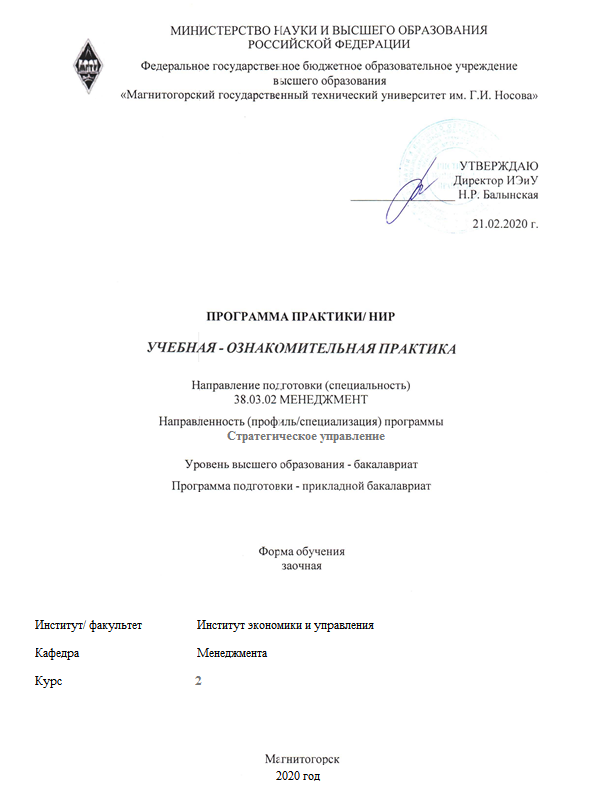 МИНИСТЕРСТВО НАУКИ И ВЫСШЕГО ОБРАЗОВАНИЯ
РОССИЙСКОЙ ФЕДЕРАЦИИ
Федеральное государственное бюджетное образовательное учреждение
высшего образования
«Магнитогорский государственный технический университет им. Г.И. Носова»
УТВЕРЖДАЮ
Директор ИЭиУ
Н.Р. Балынская
21.02.2020 г.
ПРОГРАММА ПРАКТИКИ/ НИР
УЧЕБНАЯ - ОЗНАКОМИТЕЛЬНАЯ ПРАКТИКА
Направление подготовки (специальность)
38.03.02 МЕНЕДЖМЕНТ
Направленность (профиль/специализация) программы
Стратегическое управление
Уровень высшего образования - бакалавриат
Программа подготовки - прикладной бакалавриат
Форма обучения
заочная
Институт/ факультет Институт экономики и управления
Кафедра Менеджмента
Курс 2
Магнитогорск
2020 год